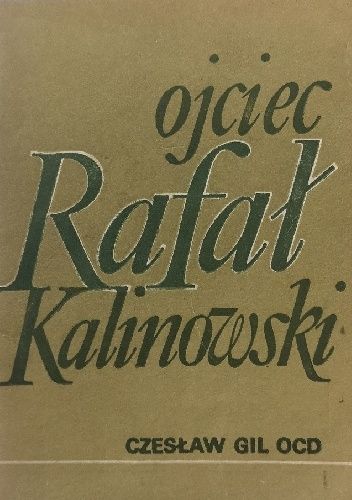 ojciec
Rafał
Kalinowski
CZESŁAW GIL OCD